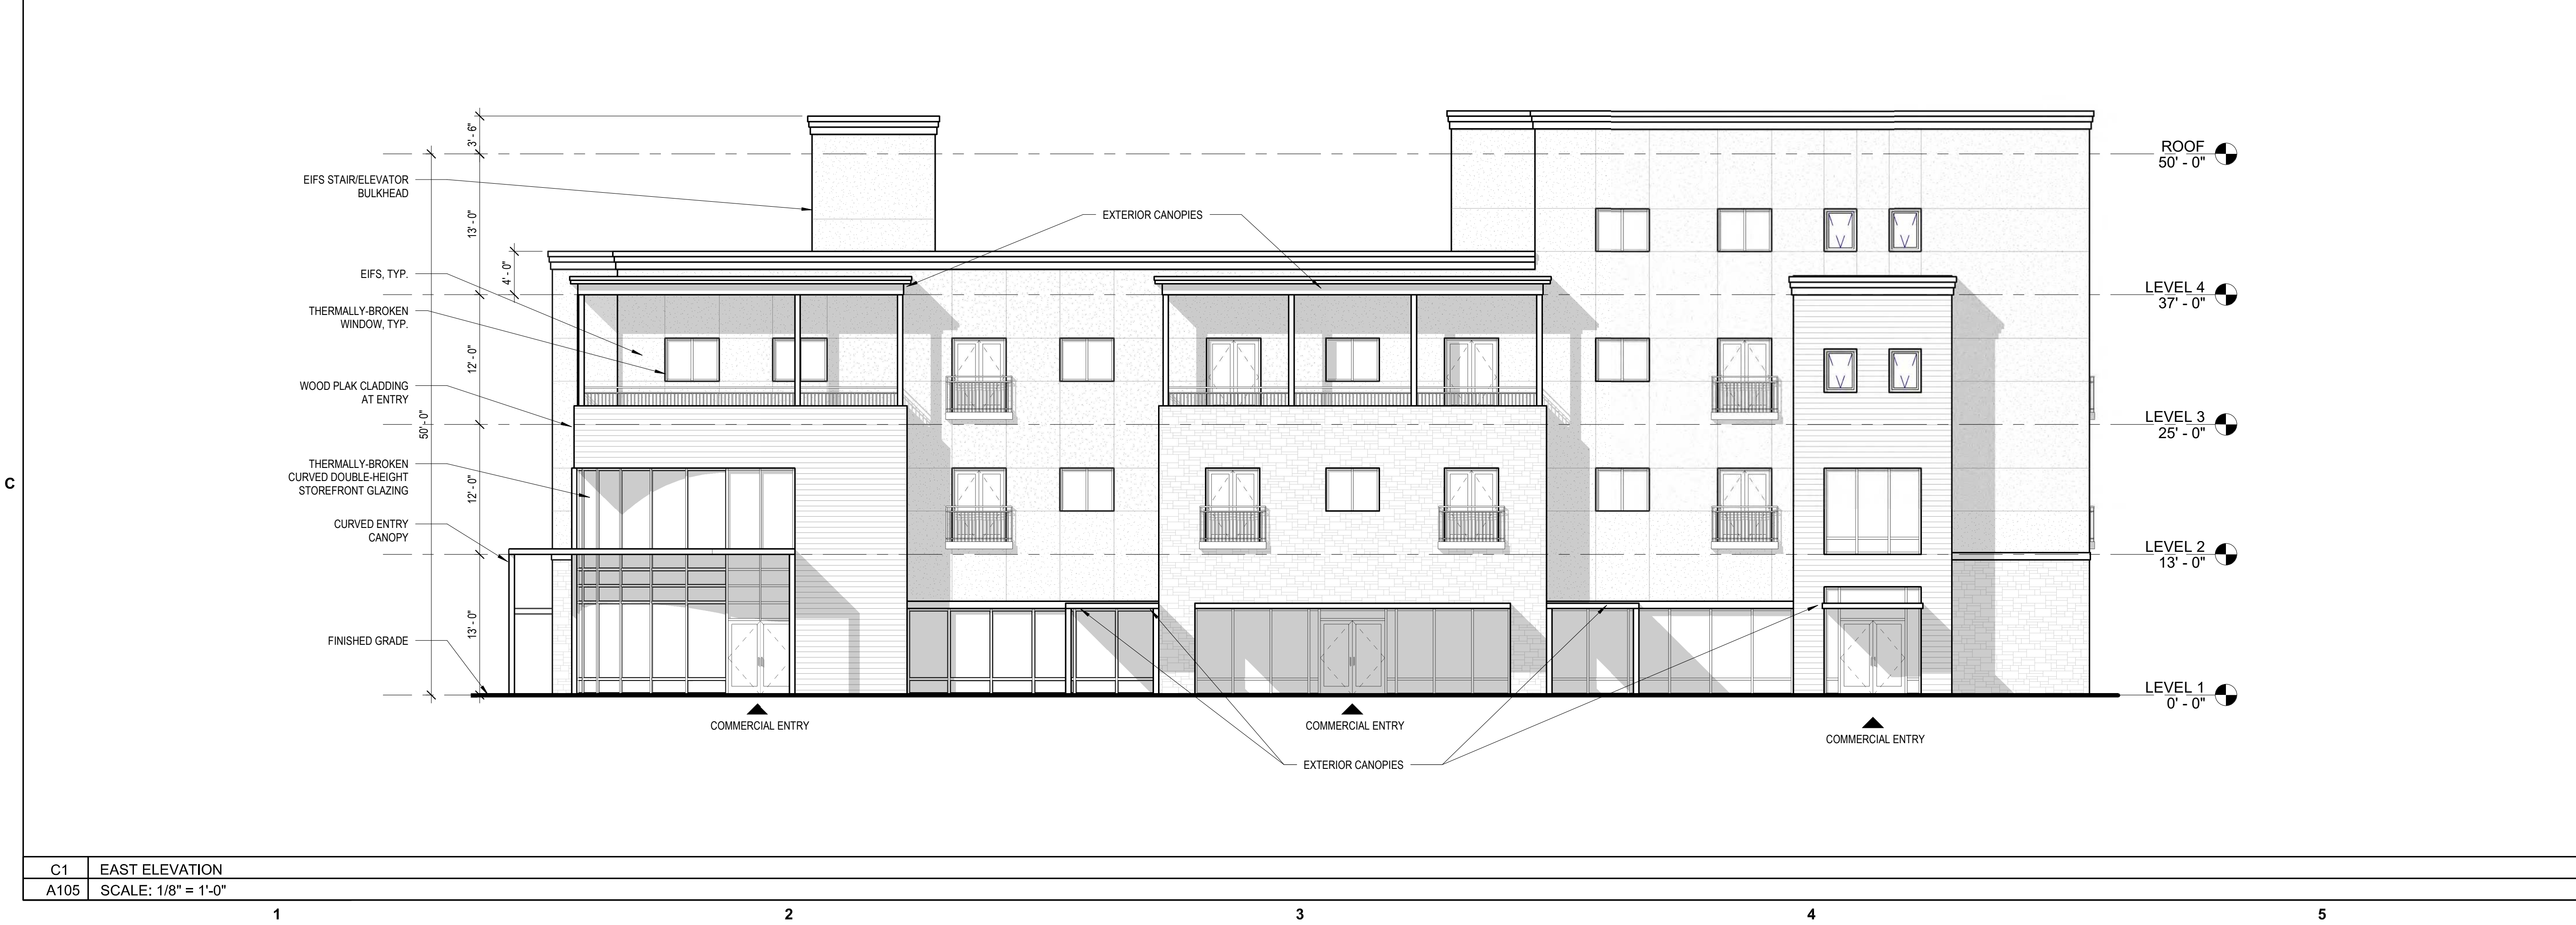 3' - 6"
ROOF
50' - 0"
EIFS STAIR/ELEVATOR
BULKHEAD
EXTERIOR CANOPIES
13' - 0"
EIFS, TYP.
4' - 0"
LEVEL 4
37' - 0"
THERMALLY-BROKEN
WINDOW, TYP.
12' - 0"
WOOD PLAK CLADDING
AT ENTRY
50' - 0"
LEVEL 3
25' - 0"
THERMALLY-BROKEN
CURVED DOUBLE-HEIGHT
STOREFRONT GLAZING
C
12' - 0"
CURVED ENTRY
CANOPY
LEVEL 2
13' - 0"
13' - 0"
FINISHED GRADE
LEVEL 1
0' - 0"
COMMERCIAL ENTRY
COMMERCIAL ENTRY
COMMERCIAL ENTRY
EXTERIOR CANOPIES
C1 EAST ELEVATION
A105 SCALE: 1/8" = 1'-0"
1 2 3 4 5